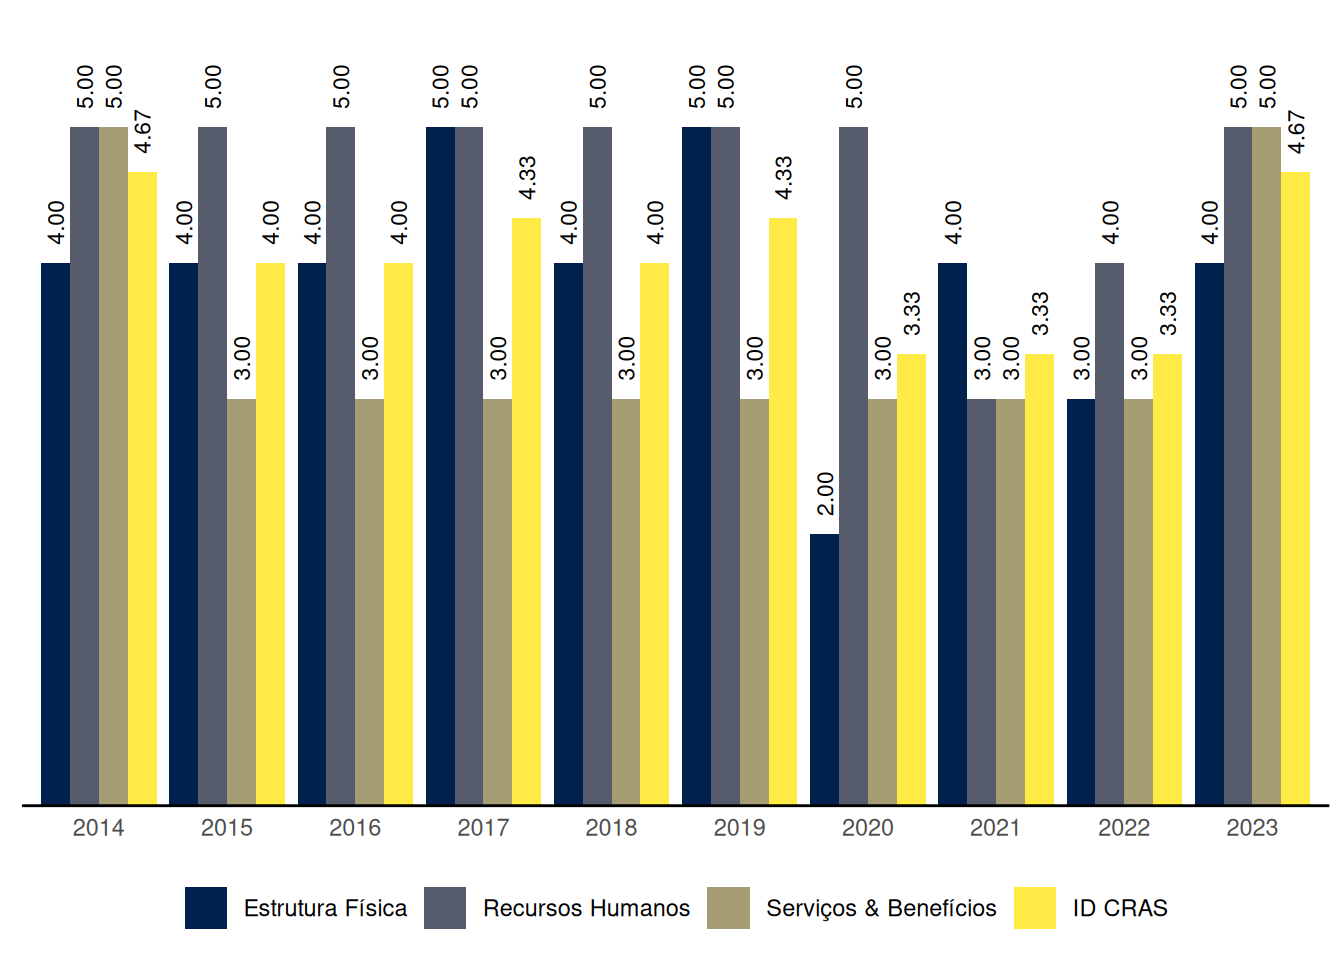 4.00 5.00 5.00 4.67 4.00 5.00 3.00 4.00 4.00 5.00 3.00 4.00 5.00 5.00 3.00 4.33 4.00 5.00 3.00 4.00 5.00 5.00 3.00 4.33 2.00 5.00 3.00 3.33 4.00 3.00 3.00 3.33 3.00 4.00 3.00 3.33 4.00 5.00 5.00 4.67
2014 2015 2016 2017 2018 2019 2020 2021 2022 2023
Estrutura Física Recursos Humanos Serviços & Benefícios ID CRAS